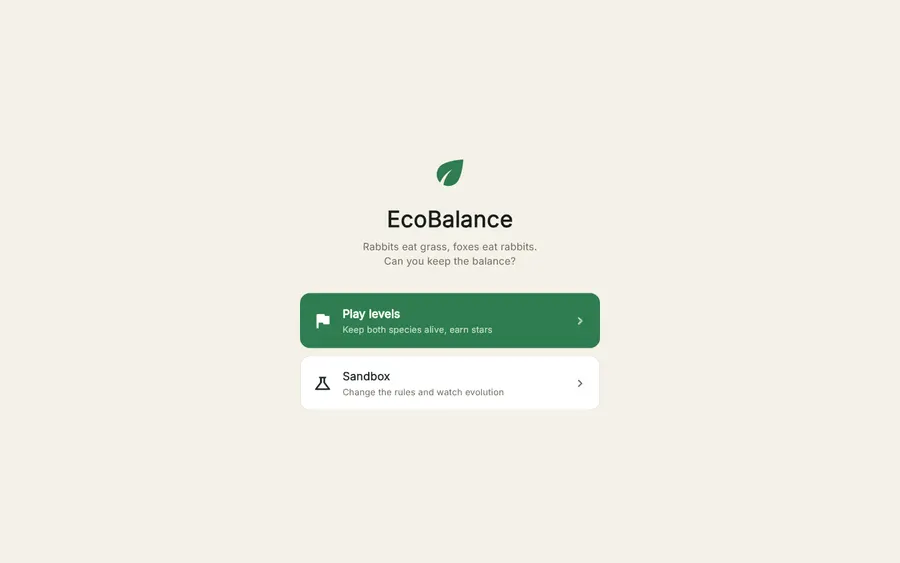 EcoBalance
Rabbits eat grass, foxes eat rabbits.
Can you keep the balance?
Play levels
Keep both species alive, earn stars
Sandbox
Change the rules and watch evolution